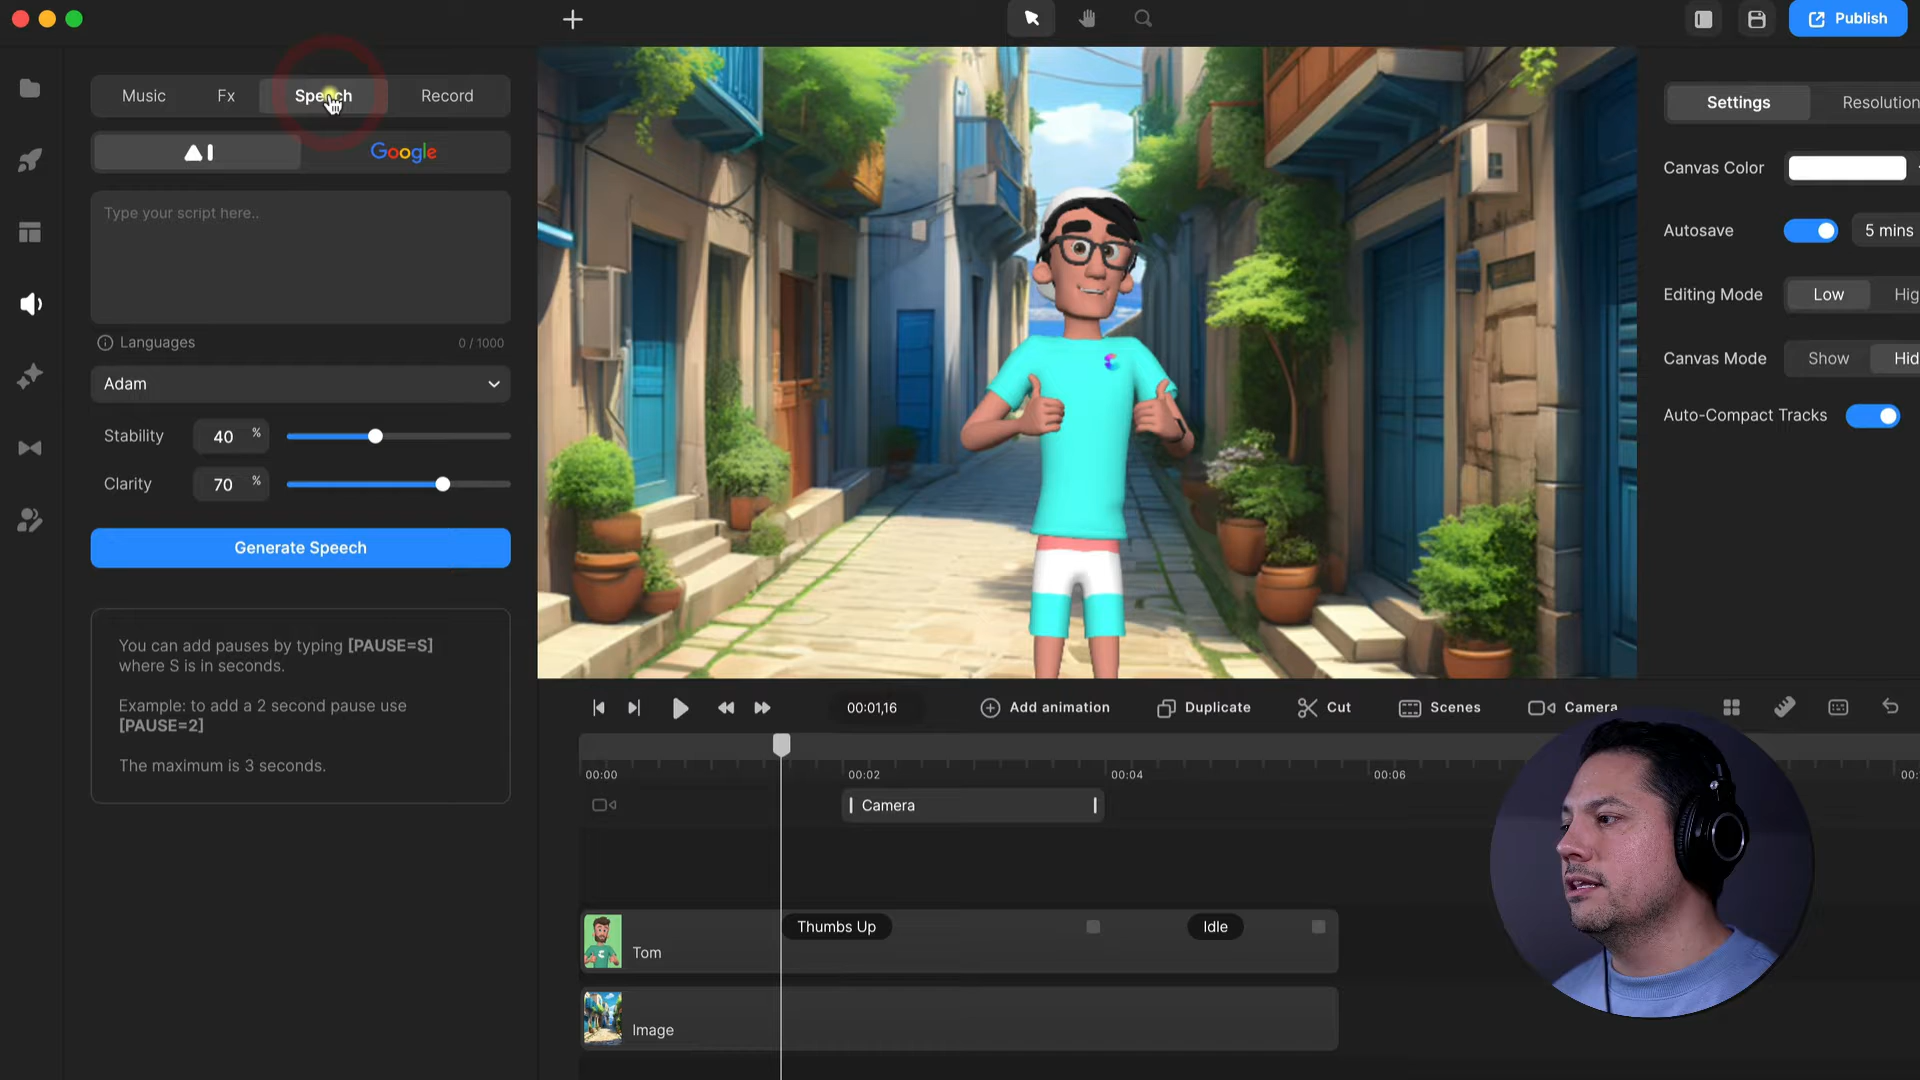 Publish
Music
Fx
Speech
Record
Settings
Resolution
AI
Google
Canvas Color
Type your script here..
Autosave
5 mins
Editing Mode
Low
Hig
Languages
0 / 1000
Canvas Mode
Show
Hid
Adam
Auto-Compact Tracks
Stability
40 %
Clarity
70 %
Generate Speech
You can add pauses by typing [PAUSE=S]
where S is in seconds.
Example: to add a 2 second pause use
[PAUSE=2]
The maximum is 3 seconds.
00:01,16
Add animation
Duplicate
Cut
Scenes
Camera
00:00
00:02
00:04
00:06
00:
Camera
Thumbs Up
Idle
Tom
Image